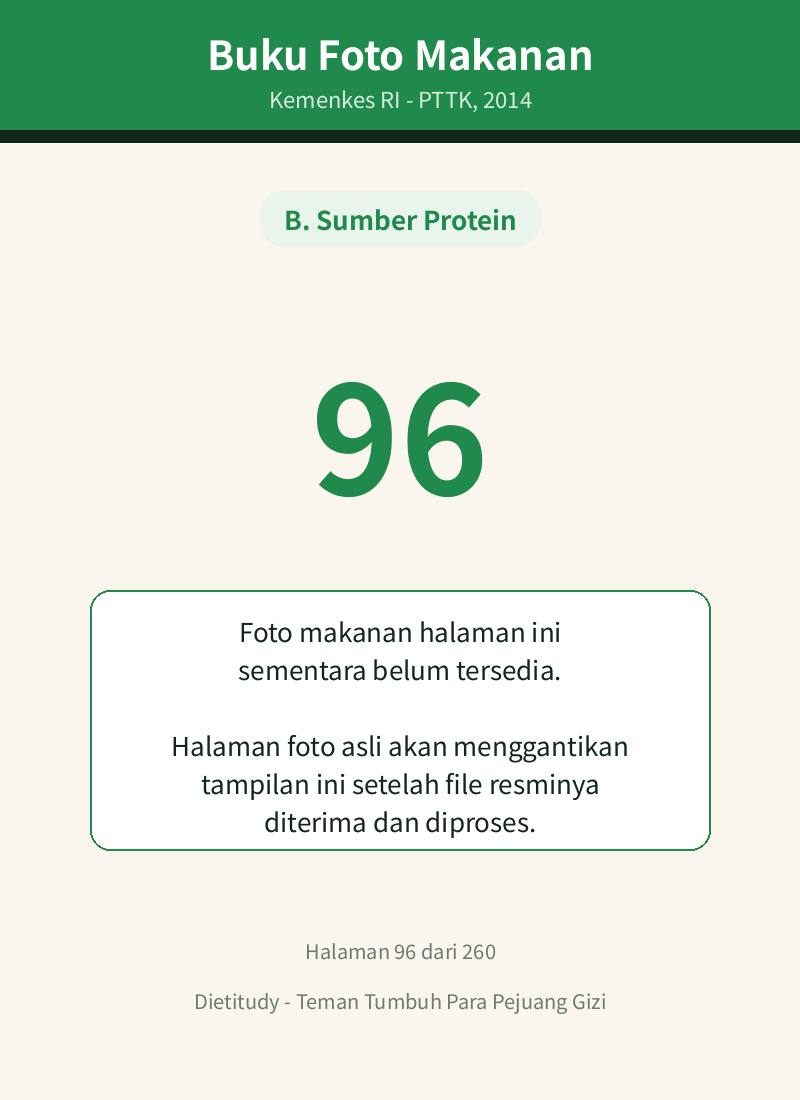 Buku Foto Makanan
Kemenkes RI - PTTK, 2014
B. Sumber Protein
96
Foto makanan halaman ini
sementara belum tersedia.
Halaman foto asli akan menggantikan
tampilan ini setelah file resminya
diterima dan diproses.
Halaman 96 dari 260
Dietitudy - Teman Tumbuh Para Pejuang Gizi